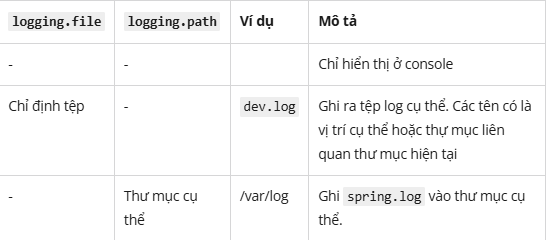 logging.file logging.path Ví dụ Mô tả
- - Chỉ hiển thị ở console
Chỉ định tệp - dev.log Ghi ra tệp log cụ thể. Các tên có là
vị trí cụ thể hoặc thự mục liên
quan thư mục hiện tại
- Thư mục cụ /var/log Ghi spring.log vào thư mục cụ
thể thể.